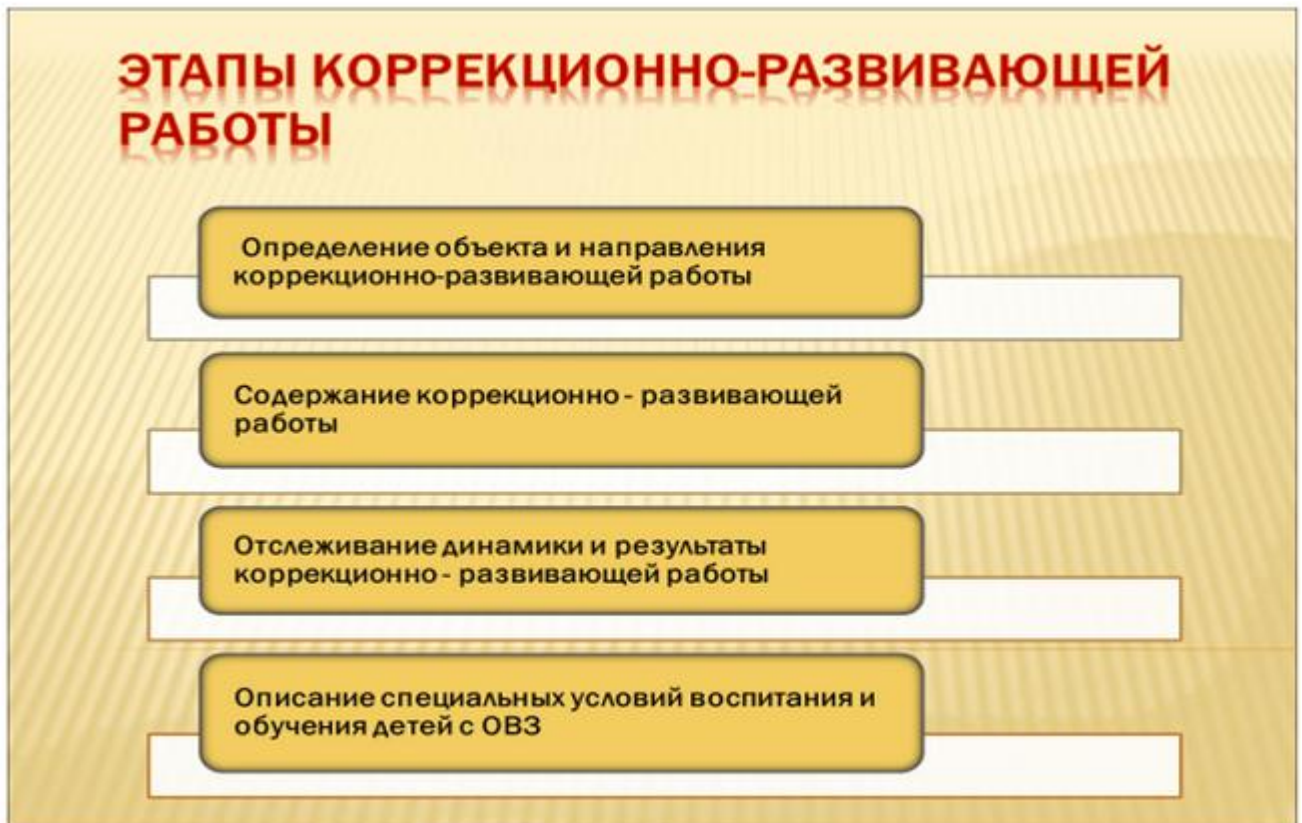 ЭТАПЫ КОРРЕКЦИОННО-РАЗВИВАЮЩЕЙ
РАБОТЫ
Определение объекта и направления
коррекционно-развивающей работы
Содержание коррекционно - развивающей
работы
Отслеживание динамики и результаты
коррекционно - развивающей работы
Описание специальных условий воспитания и
обучения детей с ОВЗ